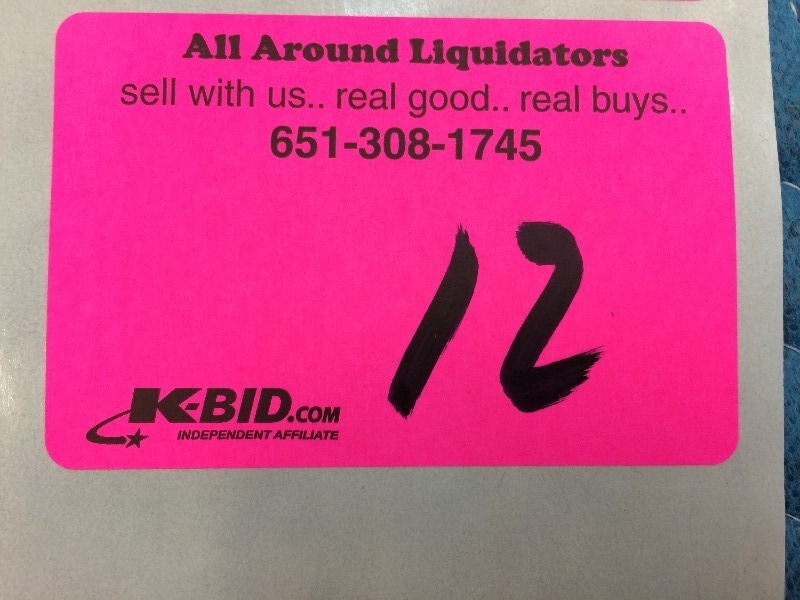 All Around Liquidators
sell with us.. real good.. real buys..
651-308-1745
12
K-BID.COM
INDEPENDENT AFFILIATE